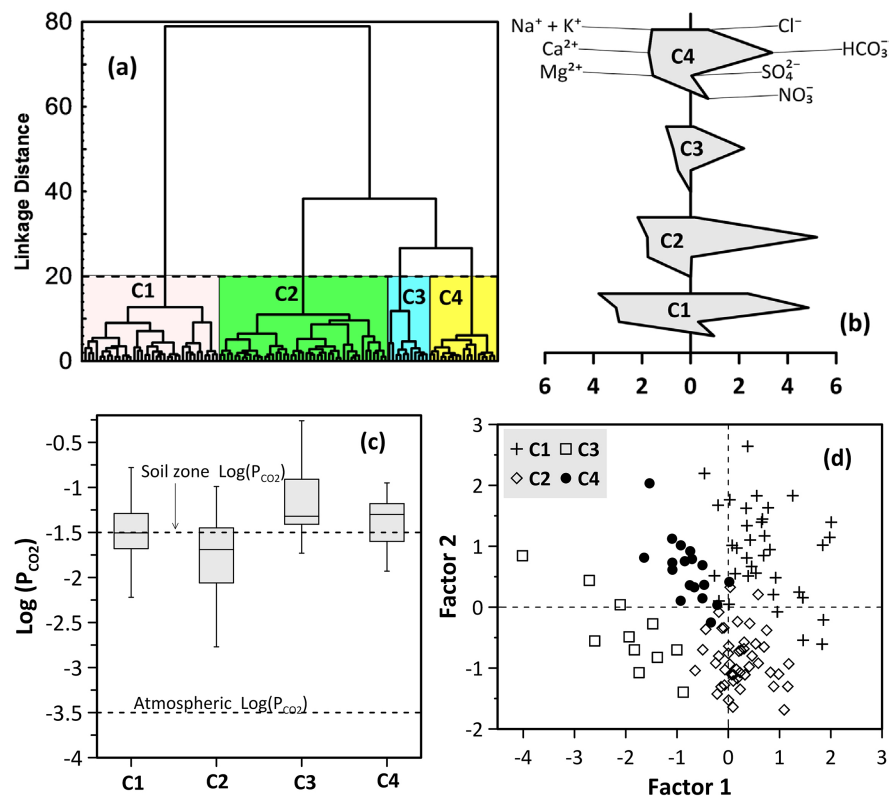 (a)
Linkage Distance
80
60
40
20
0
C1
C2
C3
C4
Na⁺ + K⁺
Cl⁻
Ca²⁺
C4
HCO₃⁻
Mg²⁺
SO₄²⁻
NO₃⁻
C3
C2
C1
(b)
6 4 2 0 2 4 6
(c)
Log (P_CO2)
-0.5
-1
-1.5
-2
-2.5
-3
-3.5
-4
Soil zone Log(P_CO2)
Atmospheric Log(P_CO2)
C1 C2 C3 C4
(d)
C1 C3
C2 C4
Factor 2
3
2
1
0
-1
-2
-4 -3 -2 -1 0 1 2 3
Factor 1